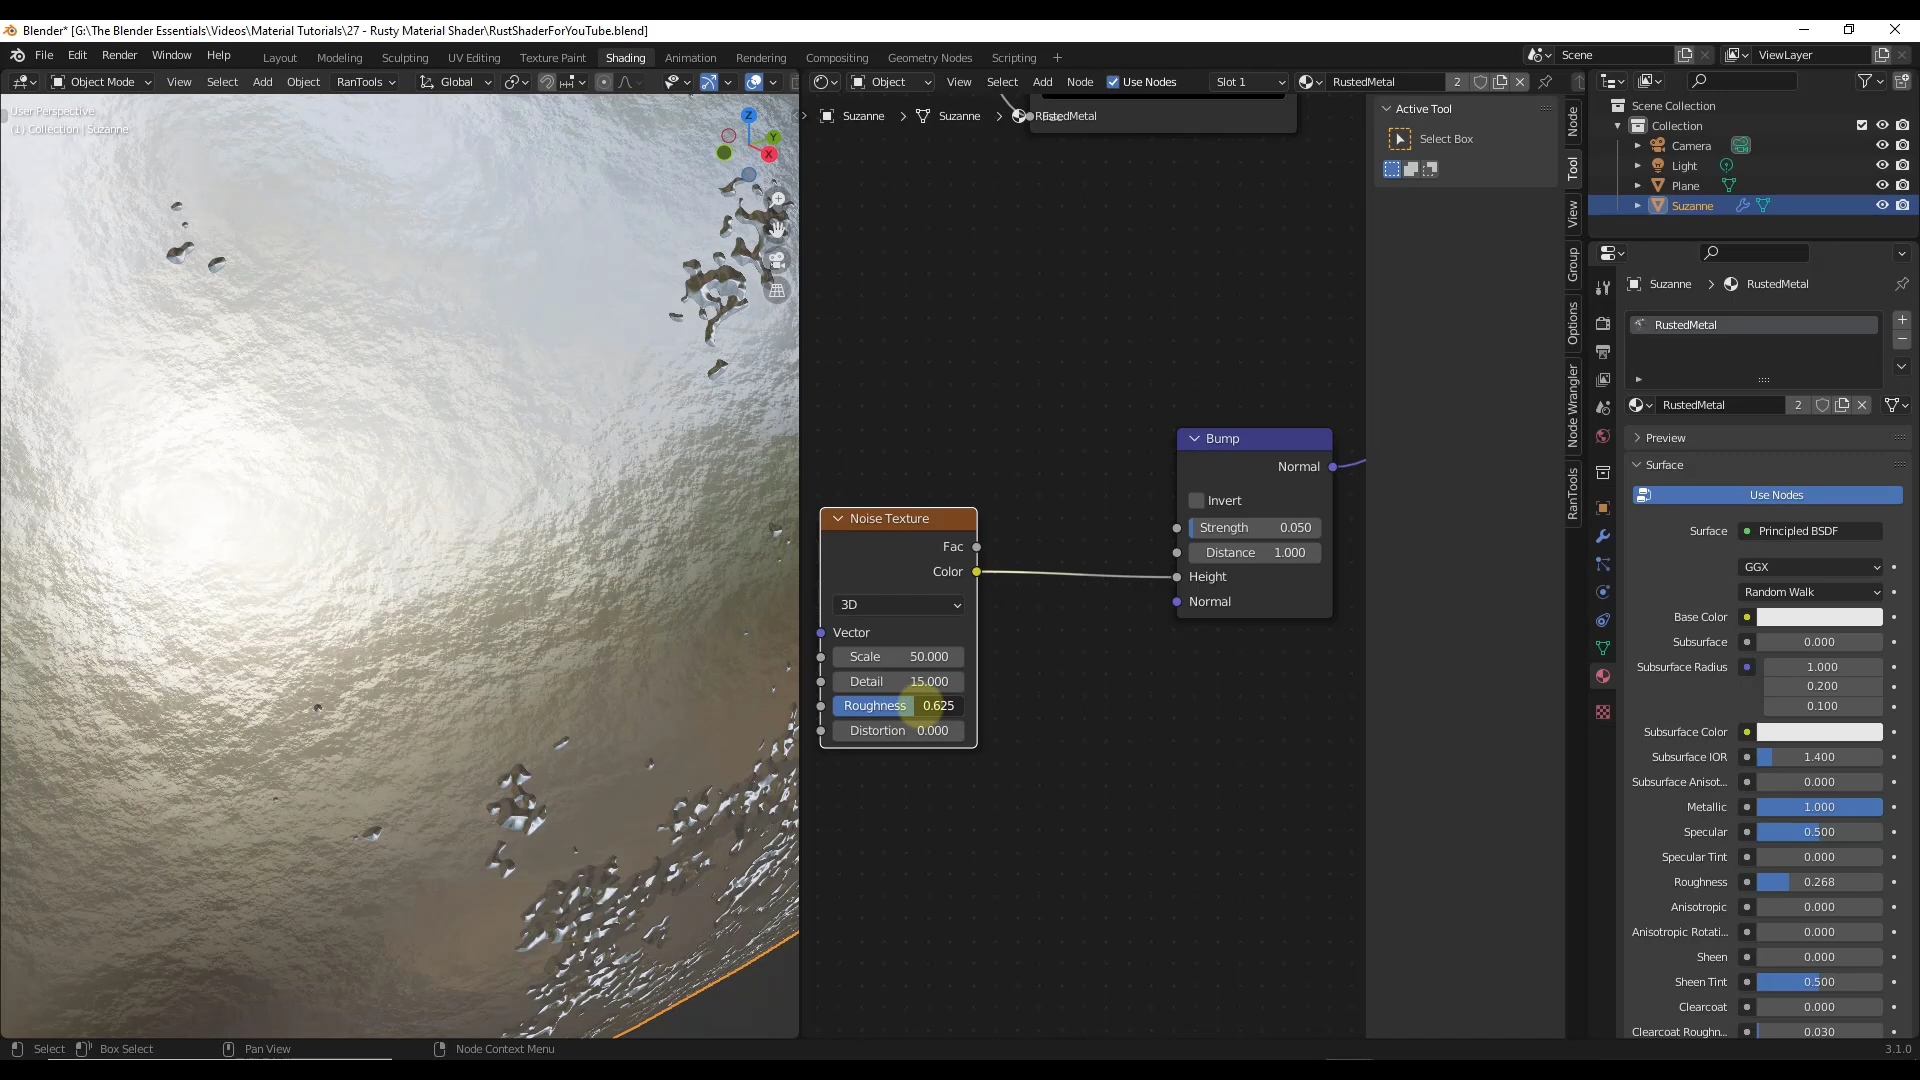 Blender* [G:\The Blender Essentials\Videos\Material Tutorials\27 - Rusty Material Shader\RustShaderForYouTube.blend]
File Edit Render Window Help Layout Modeling Sculpting UV Editing Texture Paint Shading Animation Rendering Compositing Geometry Nodes Scripting + Scene ViewLayer
Object Mode View Select Add Object RanTools Global Object View Select Add Node Use Nodes Slot 1 RustedMetal 2
User Perspective
(1) Collection | Suzanne
Z
Y
X
Suzanne > Suzanne > RustedMetal
Active Tool
Select Box
Node
Tool
View
Group
Options
Node Wrangler
RanTools
Bump
Normal
Invert
Strength 0.050
Distance 1.000
Height
Normal
Noise Texture
Fac
Color
3D
Vector
Scale 50.000
Detail 15.000
Roughness 0.625
Distortion 0.000
Scene Collection
Collection
Camera
Light
Plane
Suzanne
Suzanne > RustedMetal
RustedMetal
RustedMetal 2
Preview
Surface
Use Nodes
Surface Principled BSDF
GGX
Random Walk
Base Color
Subsurface 0.000
Subsurface Radius 1.000
0.200
0.100
Subsurface Color
Subsurface IOR 1.400
Subsurface Anisot... 0.000
Metallic 1.000
Specular 0.500
Specular Tint 0.000
Roughness 0.268
Anisotropic 0.000
Anisotropic Rotati... 0.000
Sheen 0.000
Sheen Tint 0.500
Clearcoat 0.000
Clearcoat Roughn... 0.030
Select Box Select Pan View Node Context Menu 3.1.0